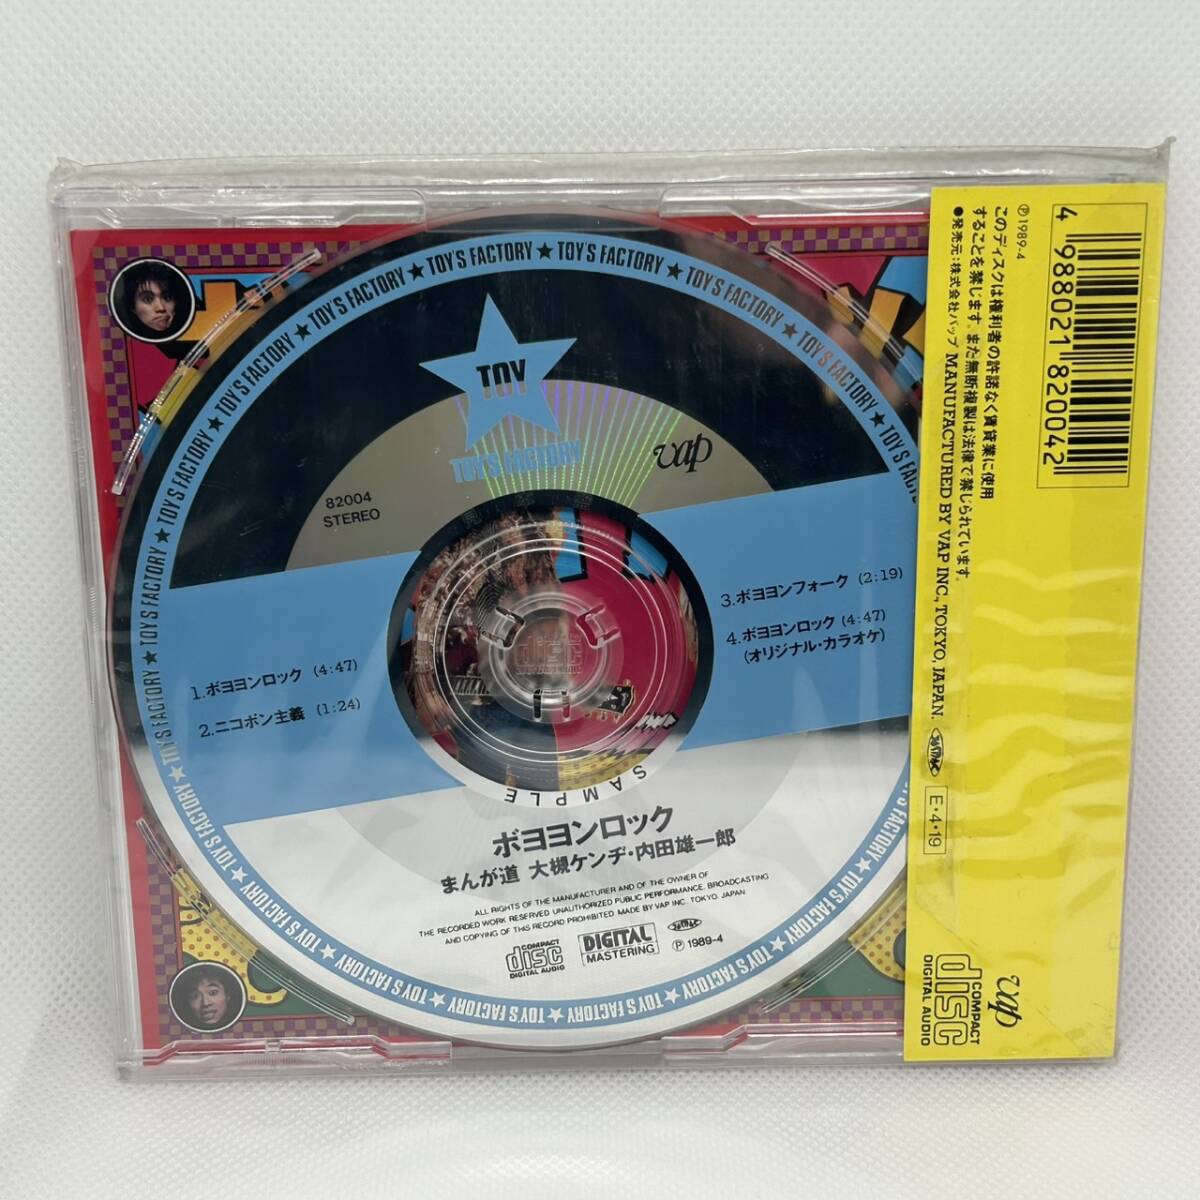 TOY'S FACTORY ★ TOY'S FACTORY ★ TOY'S FACTORY ★ TOY'S FACTORY ★ TOY'S FACTORY ★ TOY'S FACTORY ★ TOY'S FACTORY ★ TOY'S FACTORY
TOY
TOY'S FACTORY
vap
82004
STEREO
1.ボヨヨンロック (4:47)
2.ニコポン主義 (1:24)
3.ボヨヨンフォーク (2:19)
4.ボヨヨンロック (4:47)
(オリジナル・カラオケ)
SAMPLE
ボヨヨンロック
まんが道 大槻ケンヂ・内田雄一郎
ALL RIGHTS OF THE MANUFACTURER AND OF THE OWNER OF
THE RECORDED WORK RESERVED UNAUTHORIZED PUBLIC PERFORMANCE. BROADCASTING
AND COPYING OF THIS RECORD PROHIBITED. MADE BY VAP INC. TOKYO. JAPAN
COMPACT
disc
DIGITAL AUDIO
DIGITAL
MASTERING
Ⓟ 1989-4
4 988021 820042
Ⓟ1989-4
このディスクは権利者の許諾なく賃貸業に使用
することを禁じます。また無断複製は法律で禁じられています。
●発売元：株式会社バップ MANUFACTURED BY VAP INC., TOKYO, JAPAN.
E・4・19
vap
COMPACT
disc
DIGITAL AUDIO